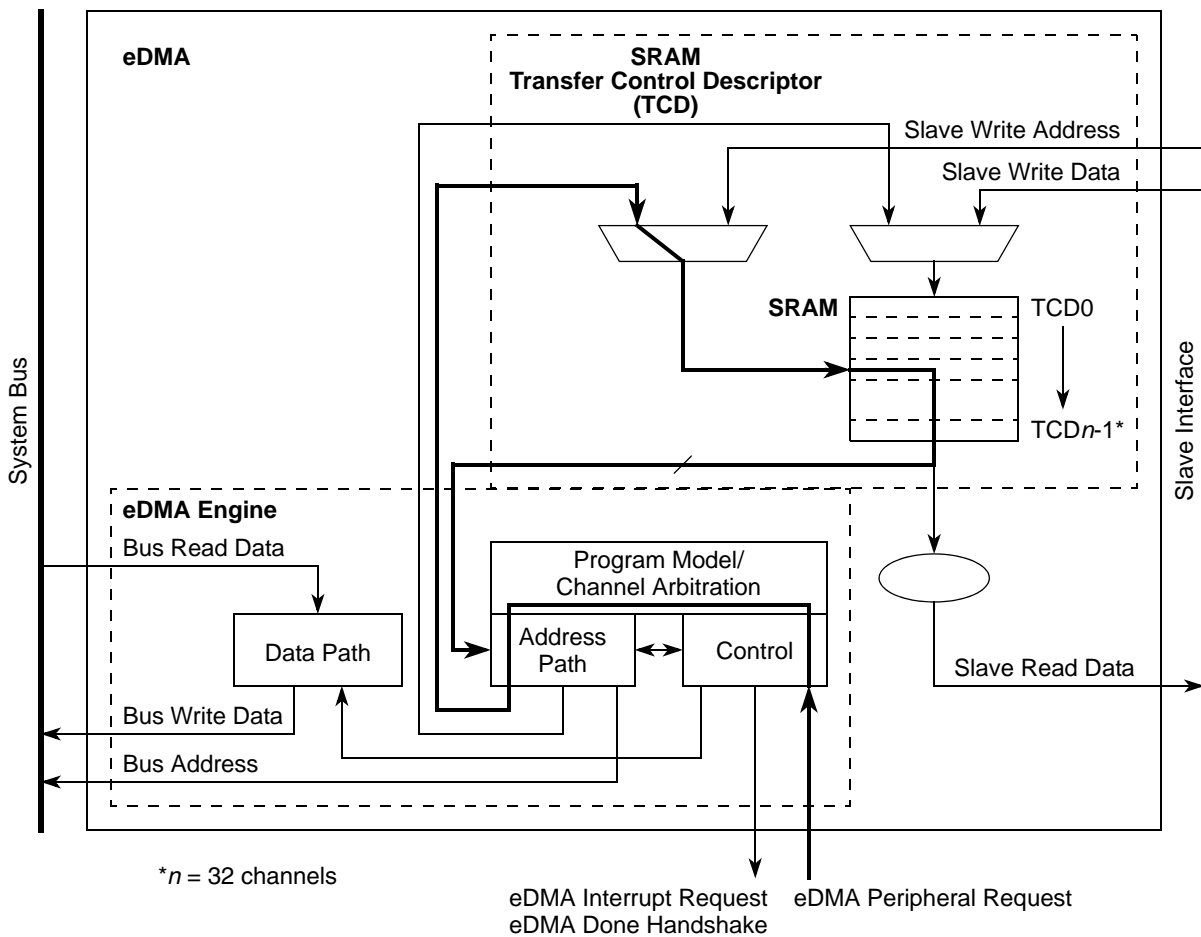 eDMA
SRAM
Transfer Control Descriptor
(TCD)
Slave Write Address
Slave Write Data
SRAM
TCD0
TCDn-1*
System Bus
Slave Interface
eDMA Engine
Bus Read Data
Program Model/
Channel Arbitration
Data Path
Address
Path
Control
Slave Read Data
Bus Write Data
Bus Address
*n = 32 channels
eDMA Interrupt Request
eDMA Done Handshake
eDMA Peripheral Request